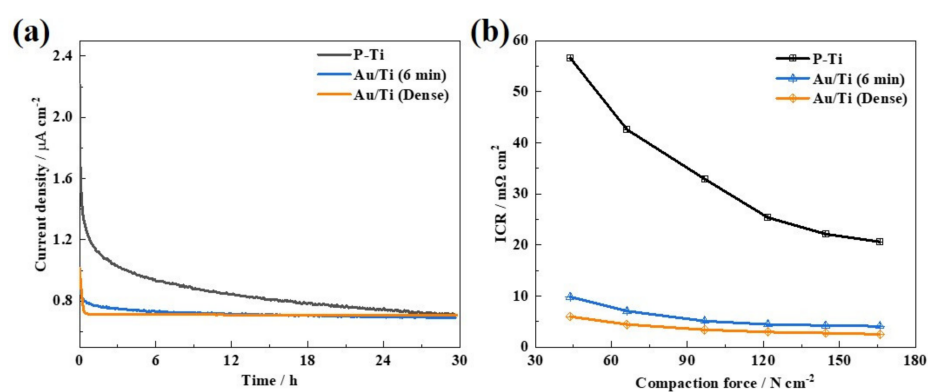 (a)
2.4
2.0
1.6
1.2
0.8
Current density / μA cm⁻²
0
6
12
18
24
30
Time / h
P-Ti
Au/Ti (6 min)
Au/Ti (Dense)
(b)
60
50
40
30
20
10
0
ICR / mΩ cm²
30
60
90
120
150
180
Compaction force / N cm⁻²
P-Ti
Au/Ti (6 min)
Au/Ti (Dense)